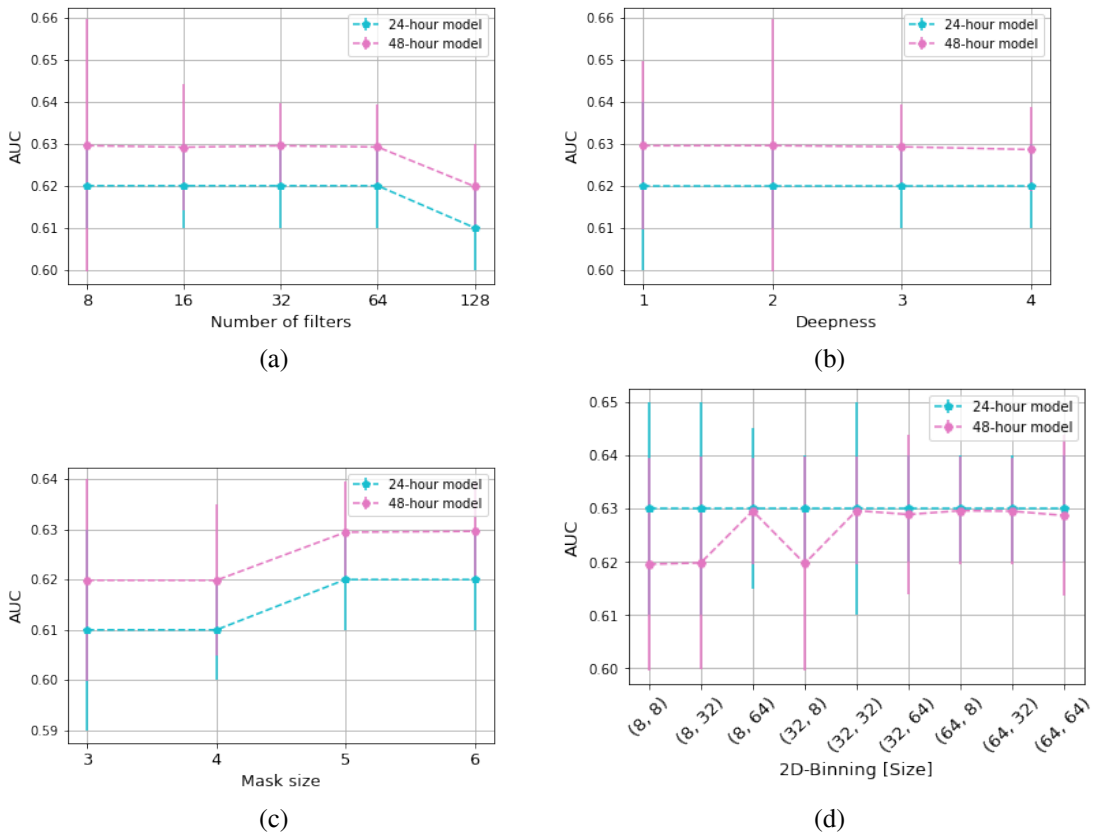 0.66
0.65
0.64
0.63
0.62
0.61
0.60
AUC
24-hour model
48-hour model
8 16 32 64 128
Number of filters
(a)
0.66
0.65
0.64
0.63
0.62
0.61
0.60
AUC
24-hour model
48-hour model
1 2 3 4
Deepness
(b)
0.64
0.63
0.62
0.61
0.60
0.59
AUC
24-hour model
48-hour model
3 4 5 6
Mask size
(c)
0.65
0.64
0.63
0.62
0.61
0.60
AUC
24-hour model
48-hour model
(8, 8) (8, 32) (8, 64) (32, 8) (32, 32) (32, 64) (64, 8) (64, 32) (64, 64)
2D-Binning [Size]
(d)